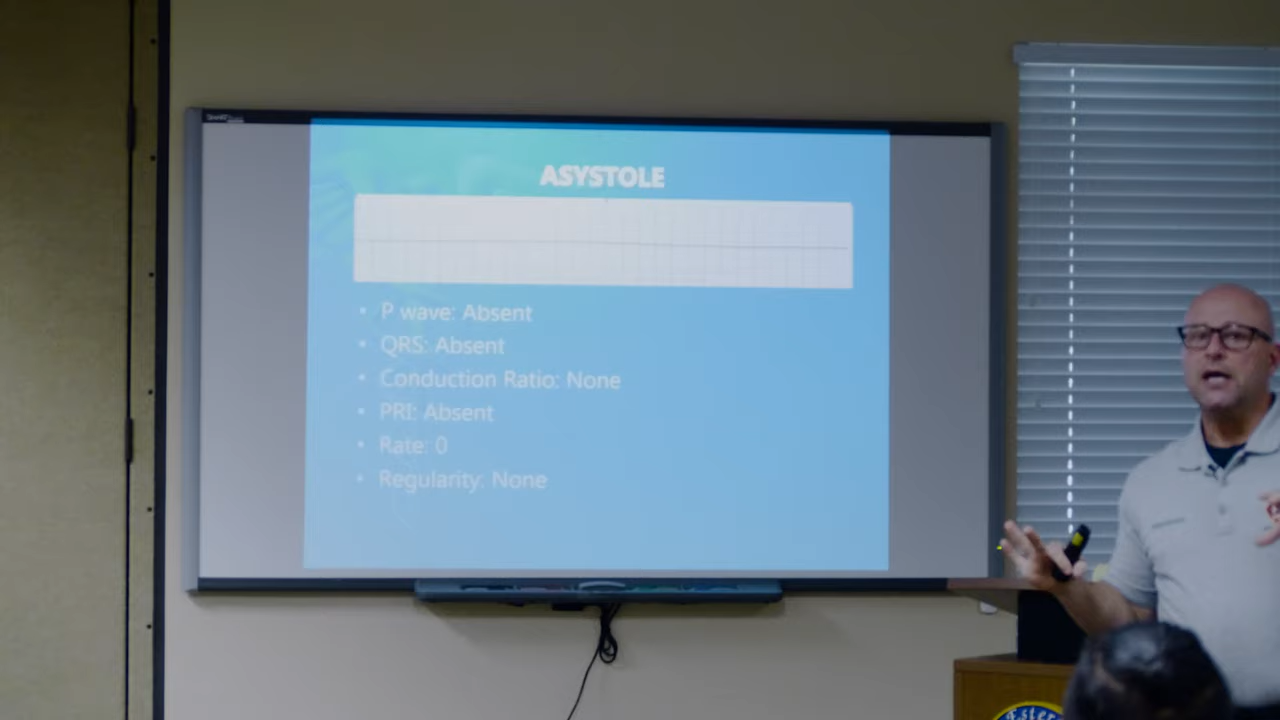 ASYSTOLE
• P wave: Absent
• QRS: Absent
• Conduction Ratio: None
• PRI: Absent
• Rate: 0
• Regularity: None